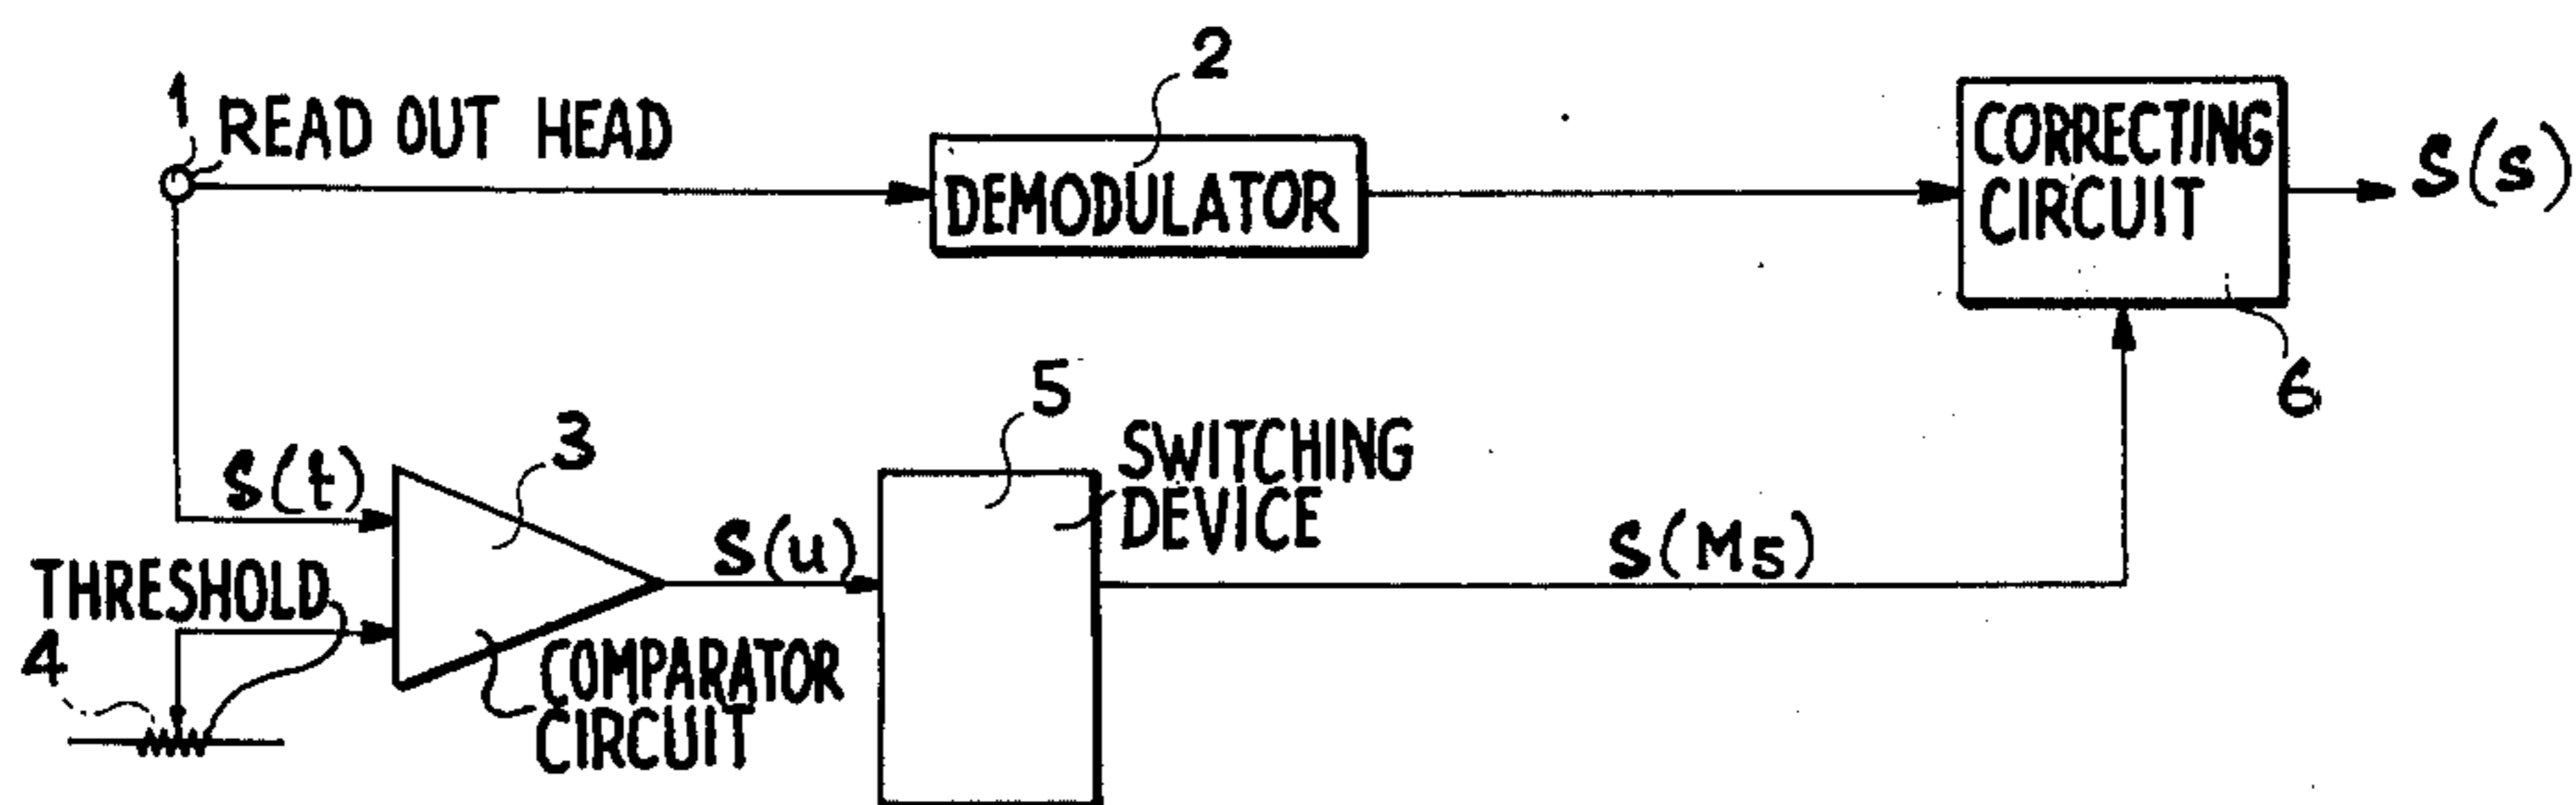 1
READ OUT HEAD
2
DEMODULATOR
CORRECTING
CIRCUIT
S(s)
6
S(t)
3
5
SWITCHING
DEVICE
S(u)
S(M5)
THRESHOLD
4
COMPARATOR
CIRCUIT